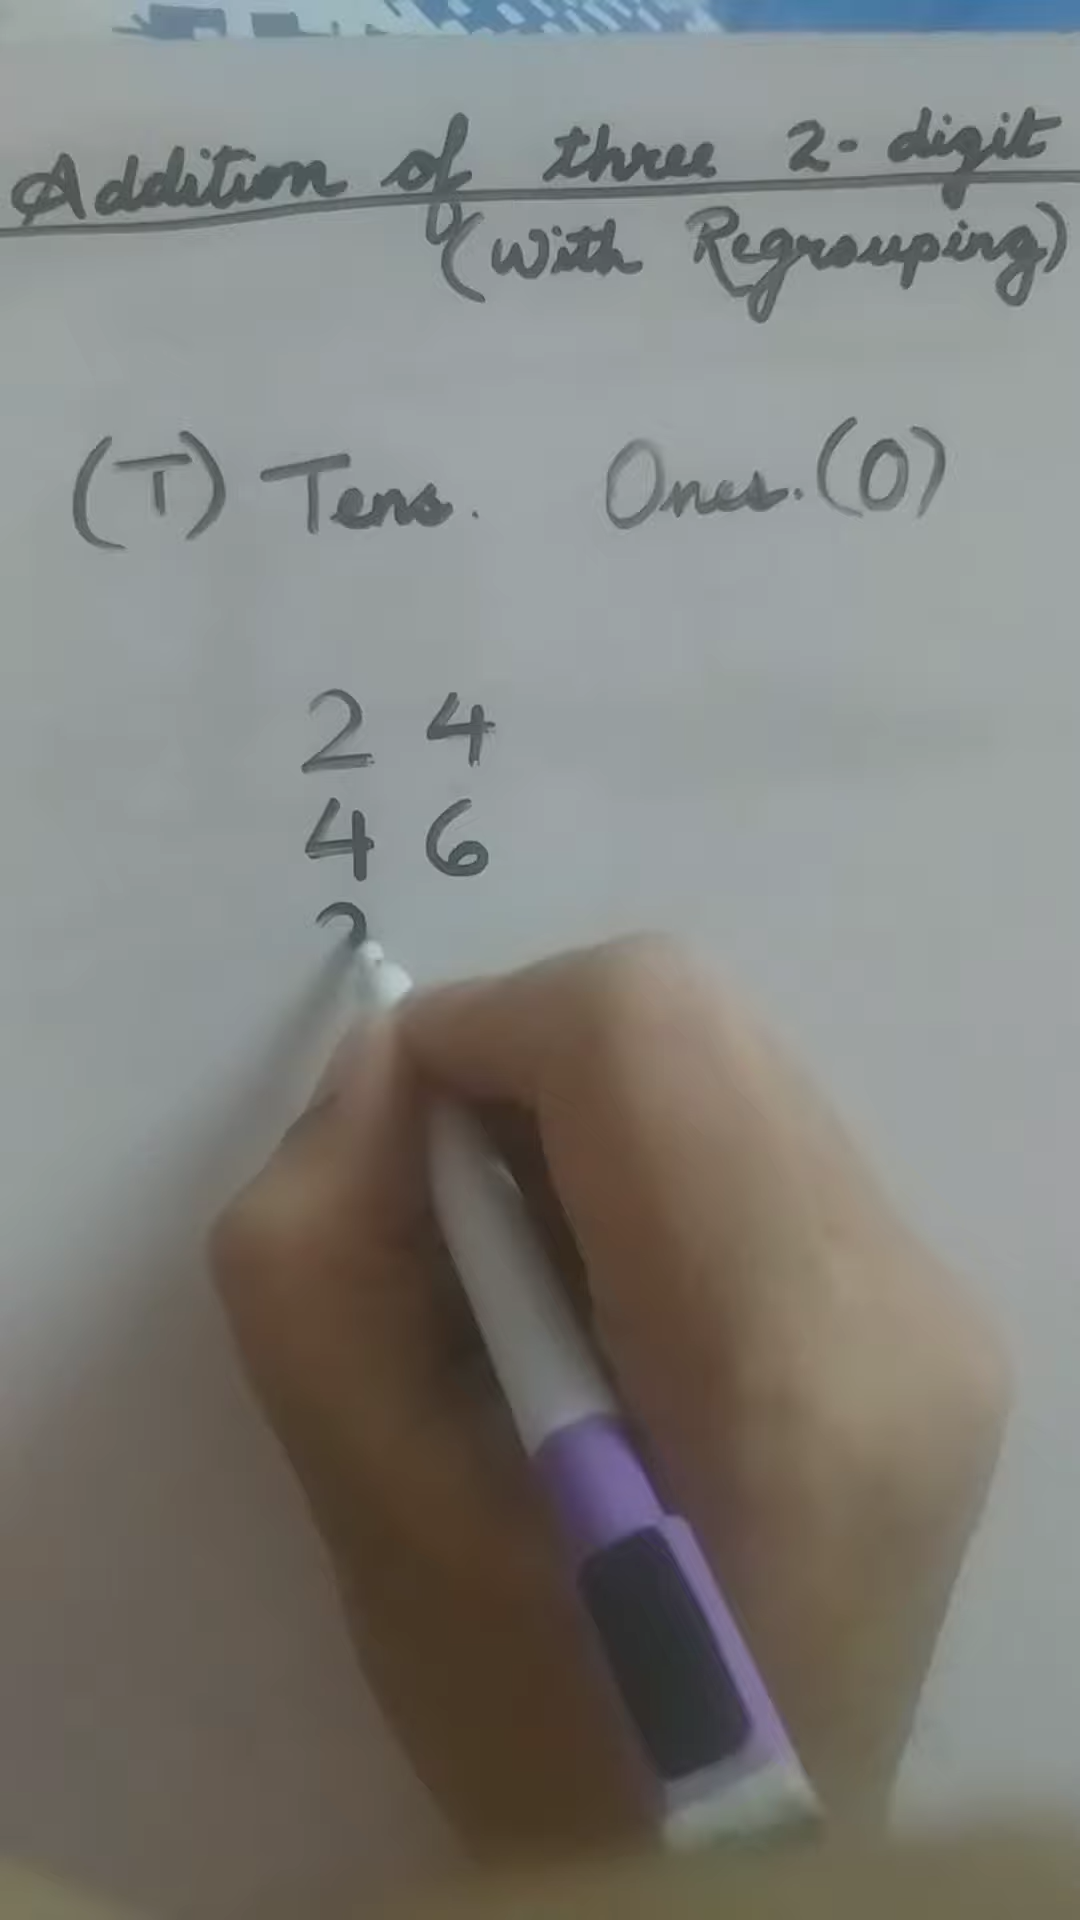 Addition of three 2-digit
(With Regrouping)
(T) Tens. Ones. (O)
2 4
4 6